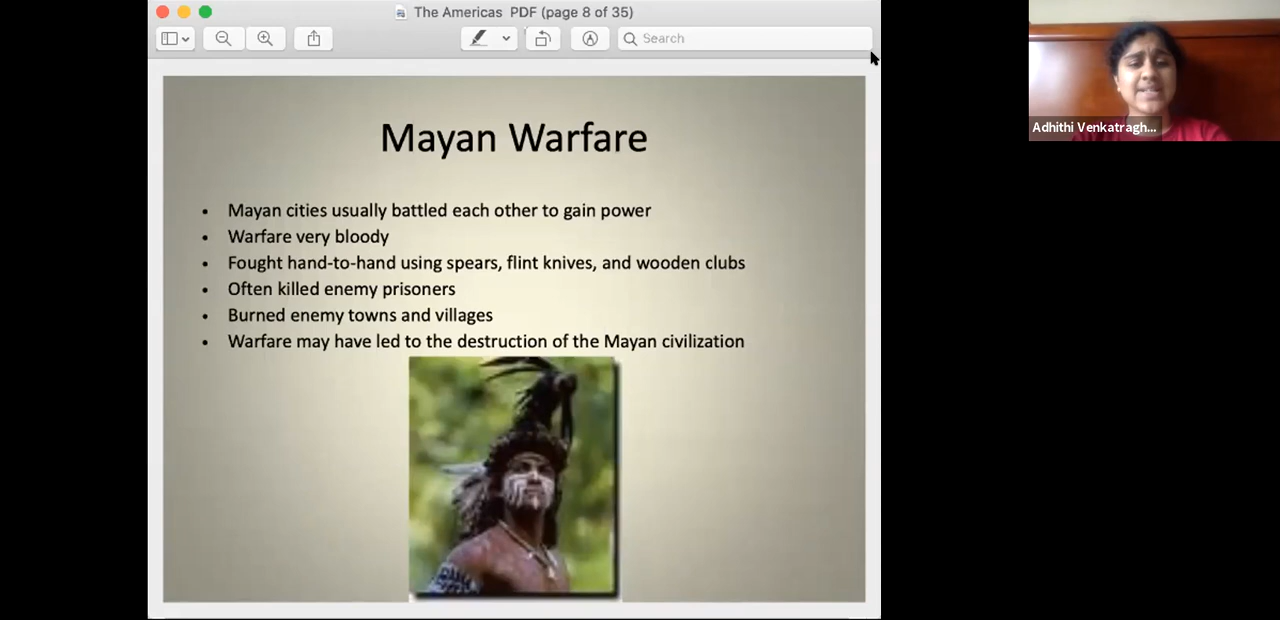 The Americas PDF (page 8 of 35)
Search
Mayan Warfare
• Mayan cities usually battled each other to gain power
• Warfare very bloody
• Fought hand-to-hand using spears, flint knives, and wooden clubs
• Often killed enemy prisoners
• Burned enemy towns and villages
• Warfare may have led to the destruction of the Mayan civilization
Adhithi Venkatragh...